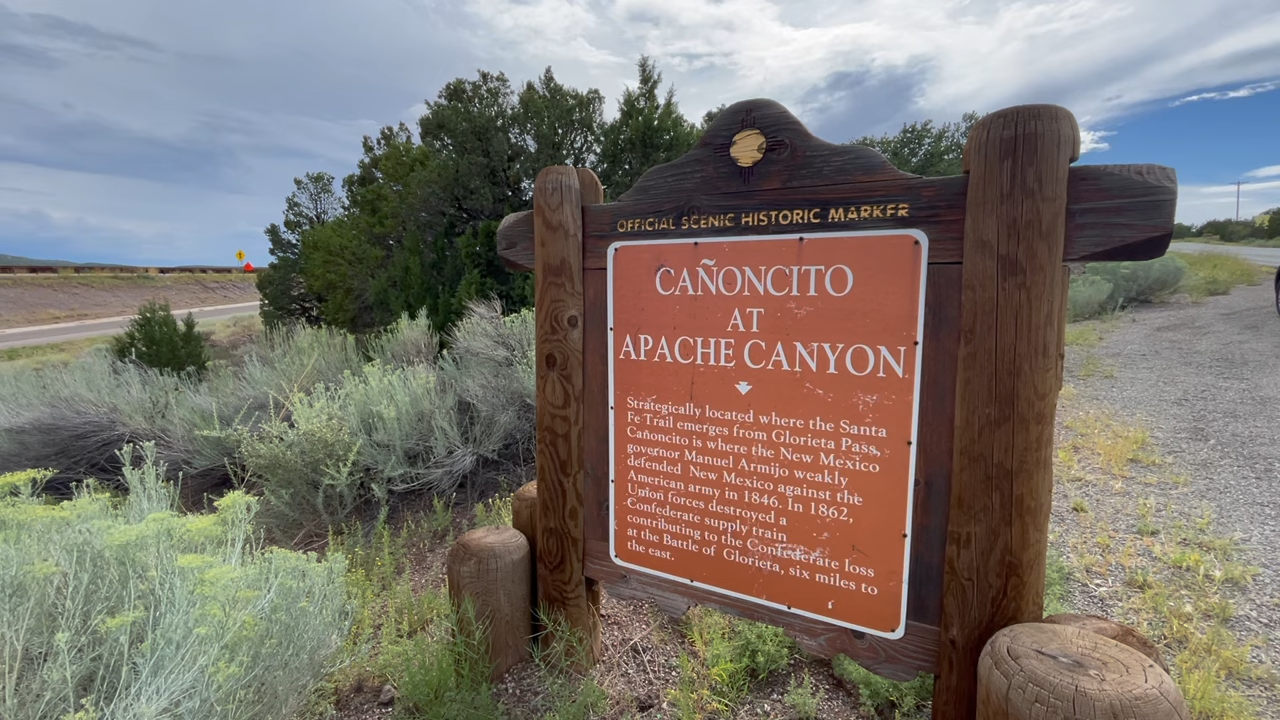 OFFICIAL SCENIC HISTORIC MARKER
CAÑONCITO
AT
APACHE CANYON
Strategically located where the Santa
Fe Trail emerges from Glorieta Pass,
Cañoncito is where the New Mexico
governor Manuel Armijo weakly
defended New Mexico against the
American army in 1846. In 1862,
Union forces destroyed a
Confederate supply train
contributing to the Confederate loss
at the Battle of Glorieta, six miles to
the east.